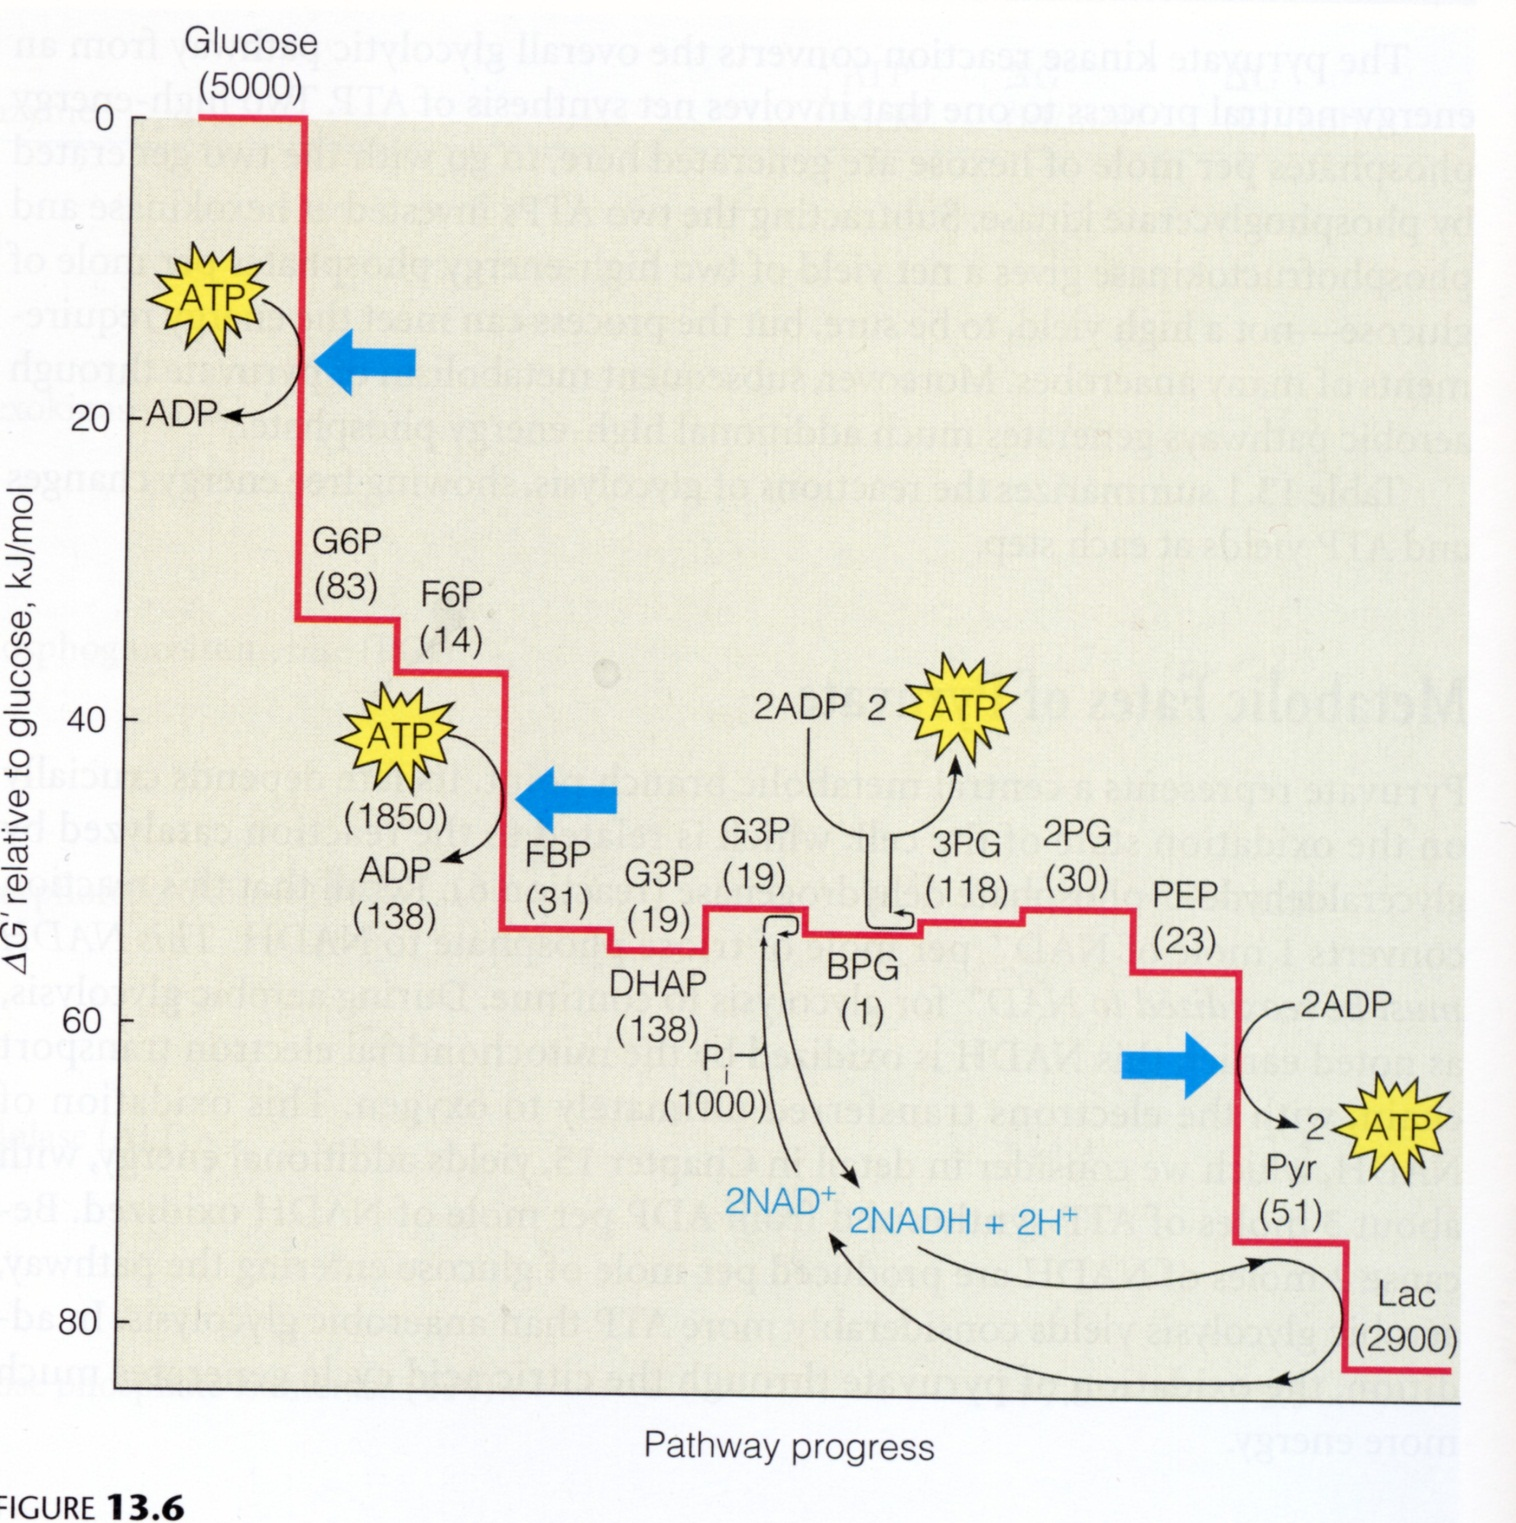 Glucose
(5000)
0
ATP
20
ADP
G6P
(83)
F6P
(14)
40
ATP
(1850)
ADP
(138)
FBP
(31)
G3P
(19)
DHAP
(138)
G3P
(19)
2ADP 2 ATP
BPG
(1)
3PG
(118)
2PG
(30)
PEP
(23)
60
Pi
(1000)
2NAD⁺
2NADH + 2H⁺
2ADP
2 ATP
Pyr
(51)
80
Lac
(2900)
ΔG′ relative to glucose, kJ/mol
Pathway progress
FIGURE 13.6